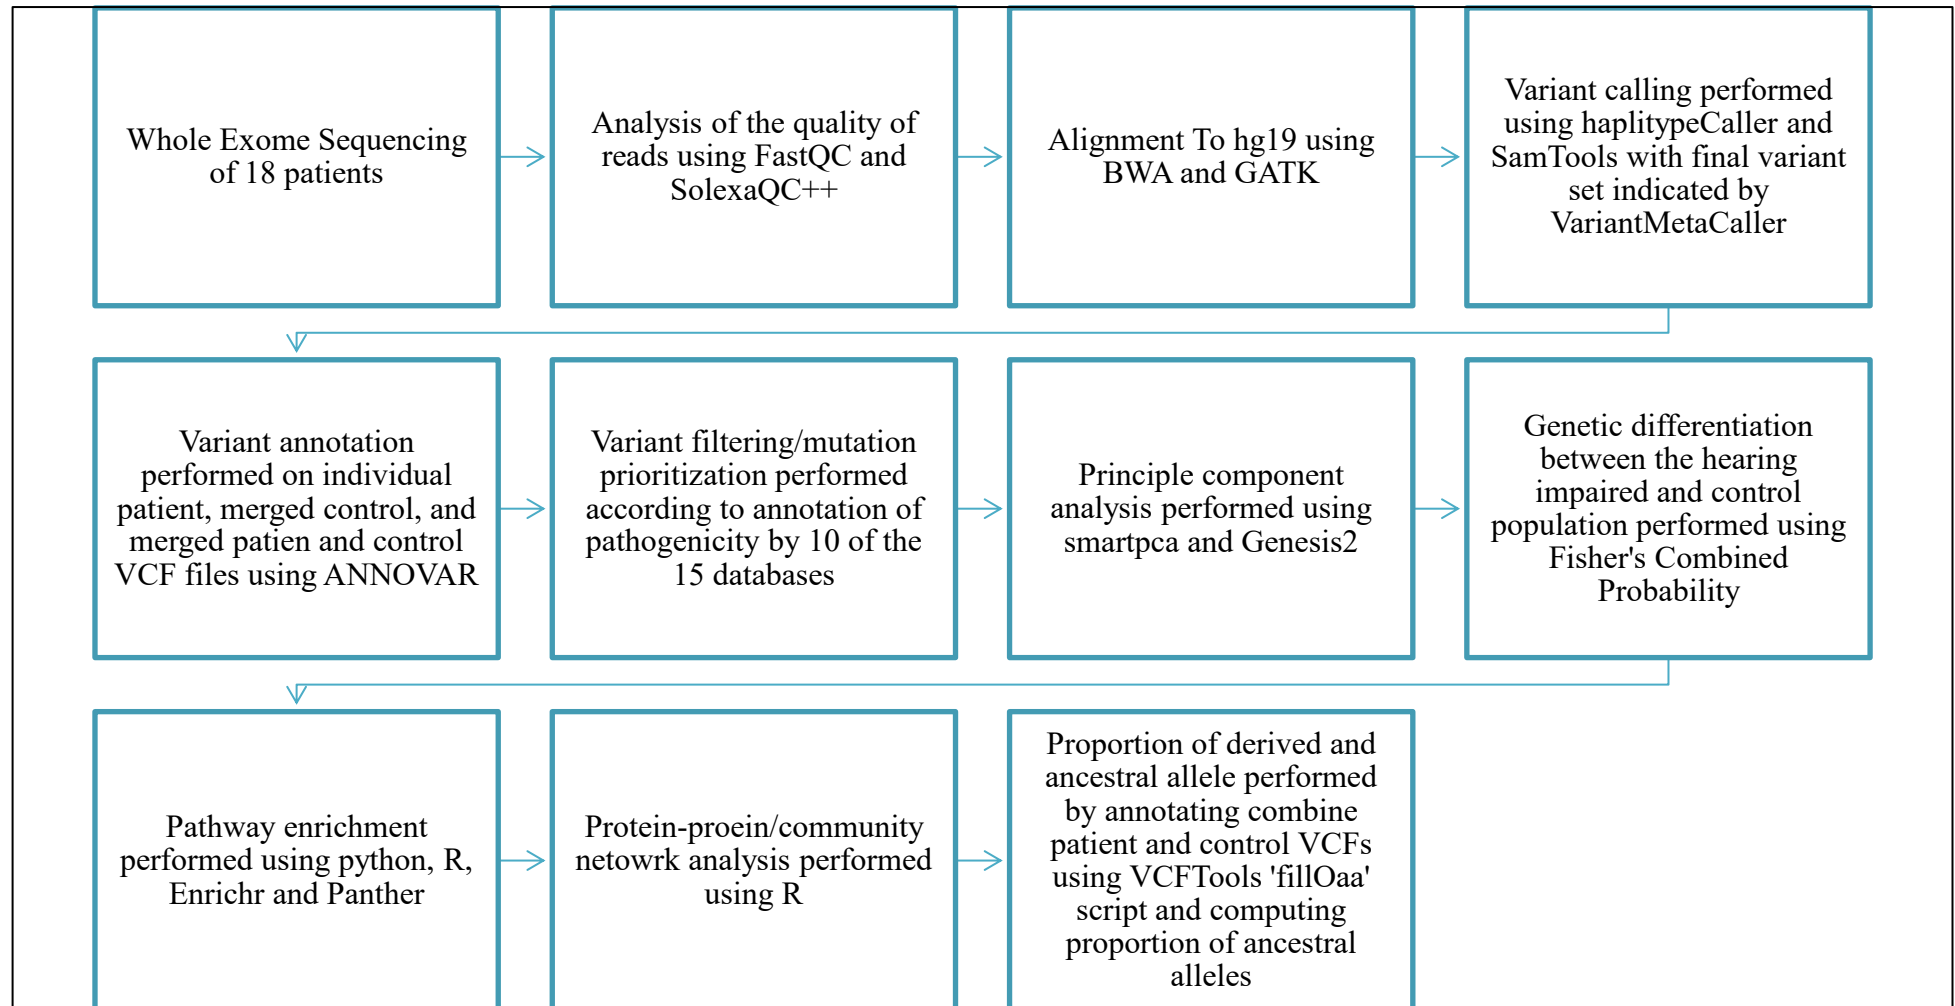 Whole Exome Sequencing
of 18 patients
Analysis of the quality of
reads using FastQC and
SolexaQC++
Alignment To hg19 using
BWA and GATK
Variant calling performed
using haplitypeCaller and
SamTools with final variant
set indicated by
VariantMetaCaller
Variant annotation
performed on individual
patient, merged control, and
merged patien and control
VCF files using ANNOVAR
Variant filtering/mutation
prioritization performed
according to annotation of
pathogenicity by 10 of the
15 databases
Principle component
analysis performed using
smartpca and Genesis2
Genetic differentiation
between the hearing
impaired and control
population performed using
Fisher's Combined
Probability
Pathway enrichment
performed using python, R,
Enrichr and Panther
Protein-proein/community
netowrk analysis performed
using R
Proportion of derived and
ancestral allele performed
by annotating combine
patient and control VCFs
using VCFTools 'fillOaa'
script and computing
proportion of ancestral
alleles